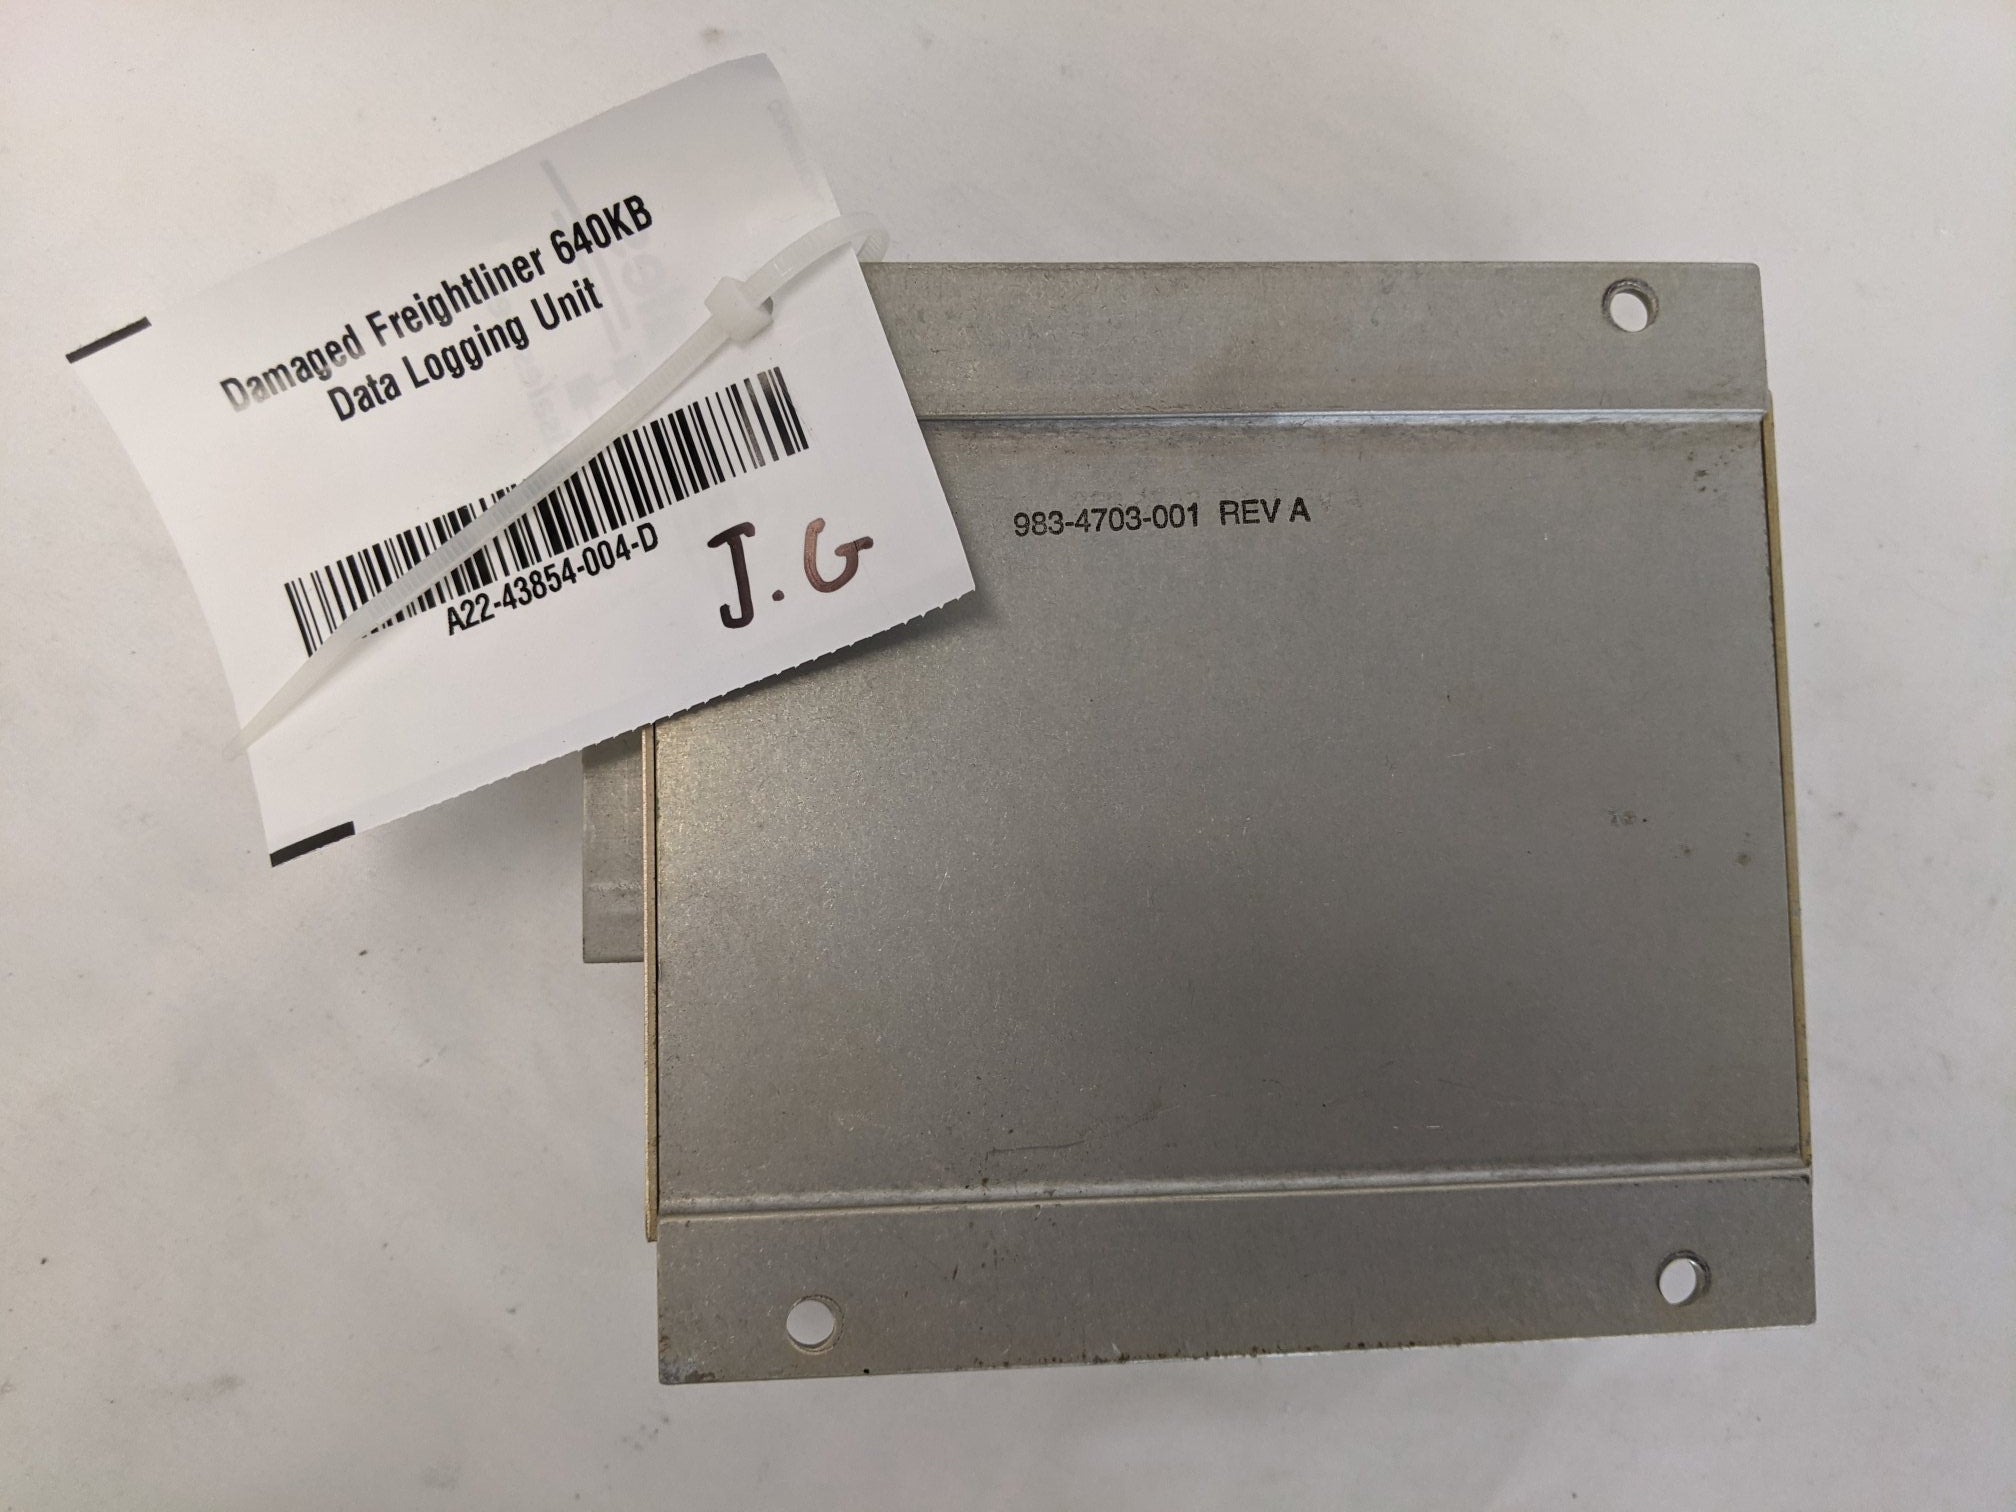 Damaged Freightliner 640KB
Data Logging Unit
A22-43854-004-D
J.G
983-4703-001 REV A